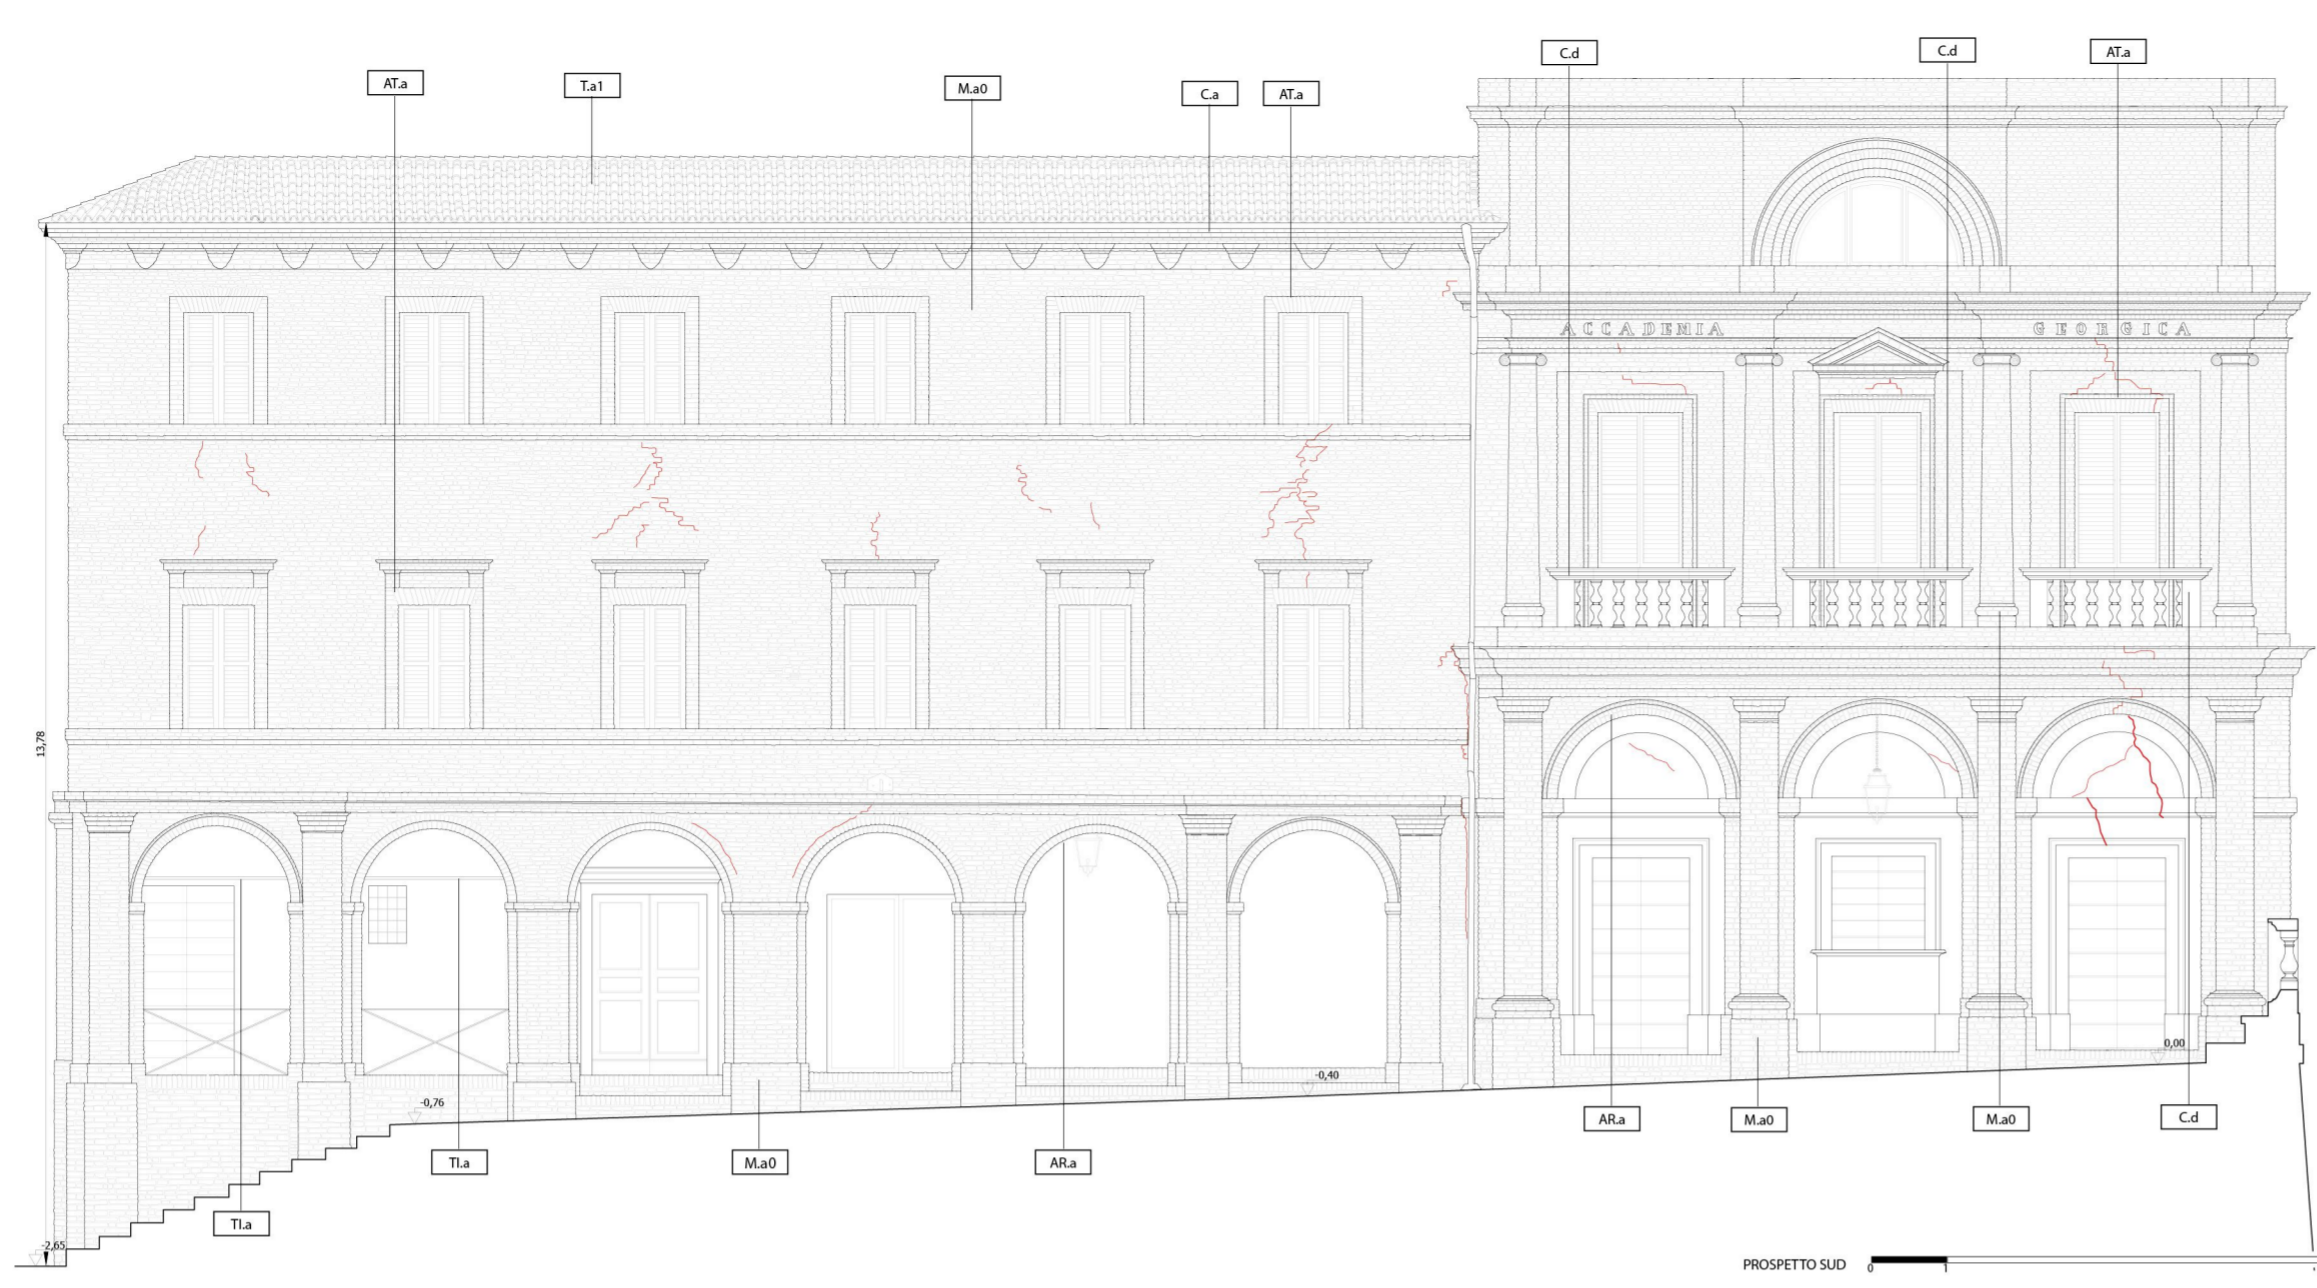 C.d
C.d
AT.a
AT.a
T.a1
M.a0
C.a
AT.a
ACCADEMIA
GEORGICA
13,78
0,00
-0,40
-0,76
AR.a
M.a0
M.a0
C.d
TI.a
M.a0
AR.a
TI.a
-2,65
PROSPETTO SUD
0
1